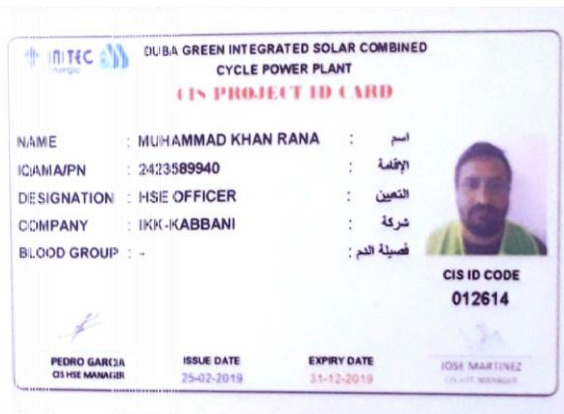 INITEC
energia
DUBA GREEN INTEGRATED SOLAR COMBINED
CYCLE POWER PLANT
CIS PROJECT ID CARD
NAME : MUHAMMAD KHAN RANA : اسم
IQAMA/PN : 2423589940 : الإقامة
DESIGNATION : HSE OFFICER : التعيين
COMPANY : IKK-KABBANI : شركة
BLOOD GROUP : - فصيلة الدم :
CIS ID CODE
012614
PEDRO GARCIA
CIS HSE MANAGER
ISSUE DATE
25-02-2019
EXPIRY DATE
31-12-2019
JOSE MARTINEZ
MANAGER